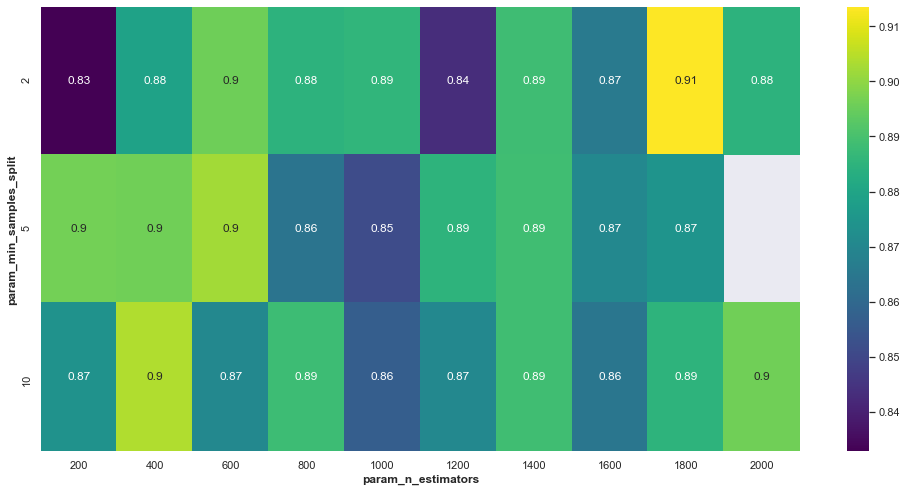 0.83 0.88 0.9 0.88 0.89 0.84 0.89 0.87 0.91 0.88
0.9 0.9 0.9 0.86 0.85 0.89 0.89 0.87 0.87
0.87 0.9 0.87 0.89 0.86 0.87 0.89 0.86 0.89 0.9
2
5
10
param_min_samples_split
200 400 600 800 1000 1200 1400 1600 1800 2000
param_n_estimators
0.91
0.90
0.89
0.88
0.87
0.86
0.85
0.84